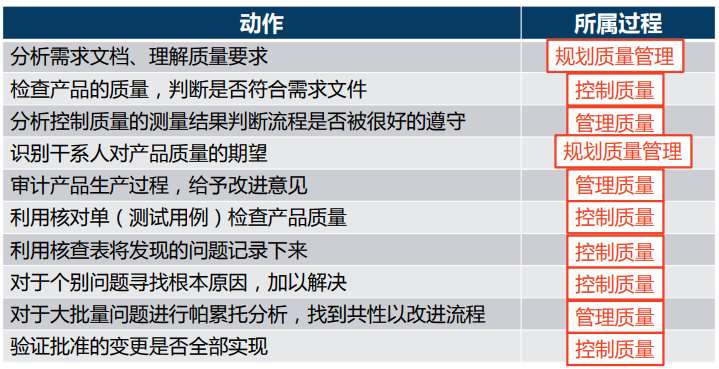 动作 所属过程
分析需求文档、理解质量要求 规划质量管理
检查产品的质量，判断是否符合需求文件 控制质量
分析控制质量的测量结果判断流程是否被很好的遵守 管理质量
识别干系人对产品质量的期望 规划质量管理
审计产品生产过程，给予改进意见 管理质量
利用核对单（测试用例）检查产品质量 控制质量
利用核查表将发现的问题记录下来 控制质量
对于个别问题寻找根本原因，加以解决 控制质量
对于大批量问题进行帕累托分析，找到共性以改进流程 管理质量
验证批准的变更是否全部实现 控制质量